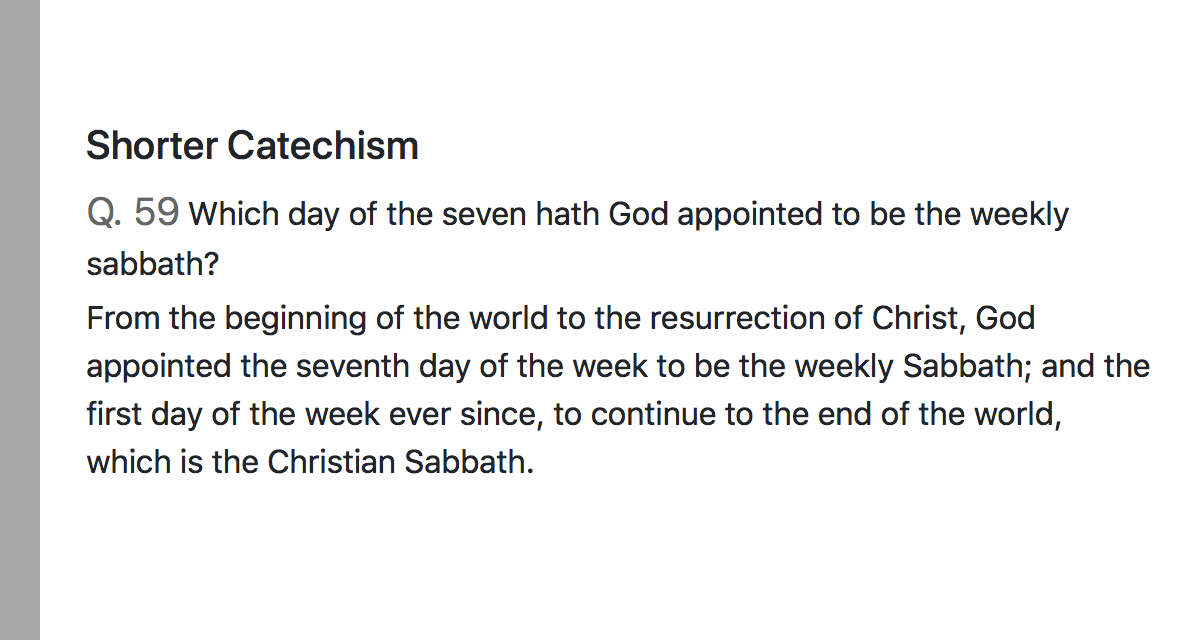 Shorter Catechism
Q. 59 Which day of the seven hath God appointed to be the weekly
sabbath?
From the beginning of the world to the resurrection of Christ, God
appointed the seventh day of the week to be the weekly Sabbath; and the
first day of the week ever since, to continue to the end of the world,
which is the Christian Sabbath.